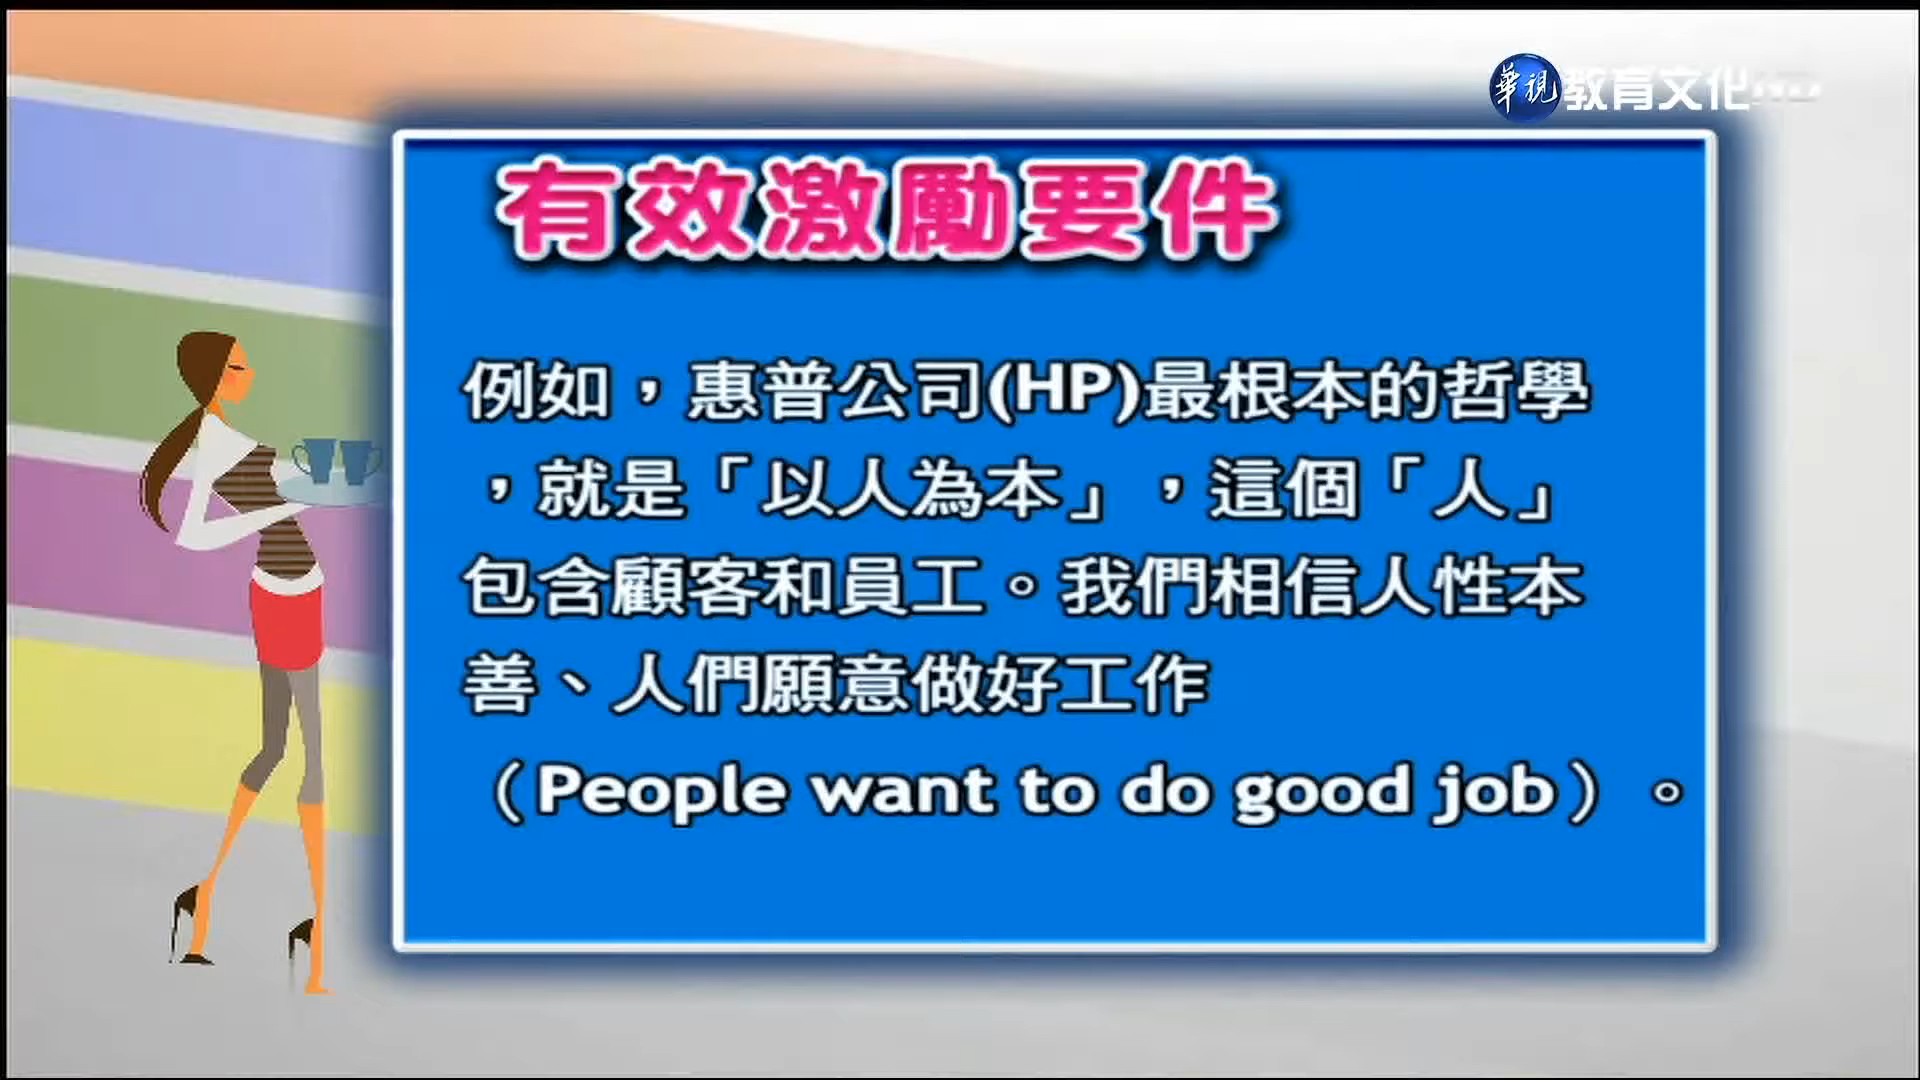 華視 教育文化HD
有效激勵要件
例如，惠普公司(HP)最根本的哲學
，就是「以人為本」，這個「人」
包含顧客和員工。我們相信人性本
善、人們願意做好工作
（People want to do good job）。